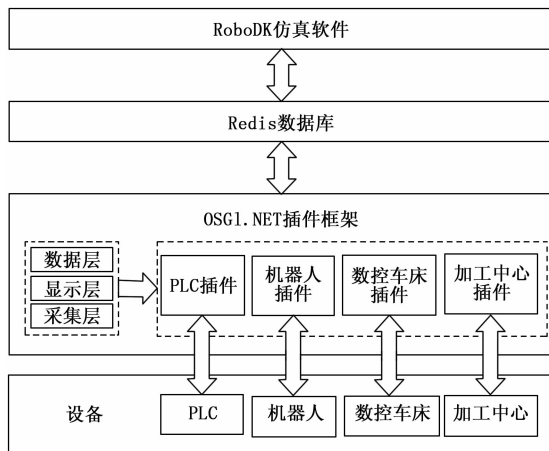 RoboDK仿真软件
Redis数据库
OSGl.NET插件框架
数据层
显示层
采集层
PLC插件
机器人
插件
数控车床
插件
加工中心
插件
设备
PLC
机器人
数控车床
加工中心